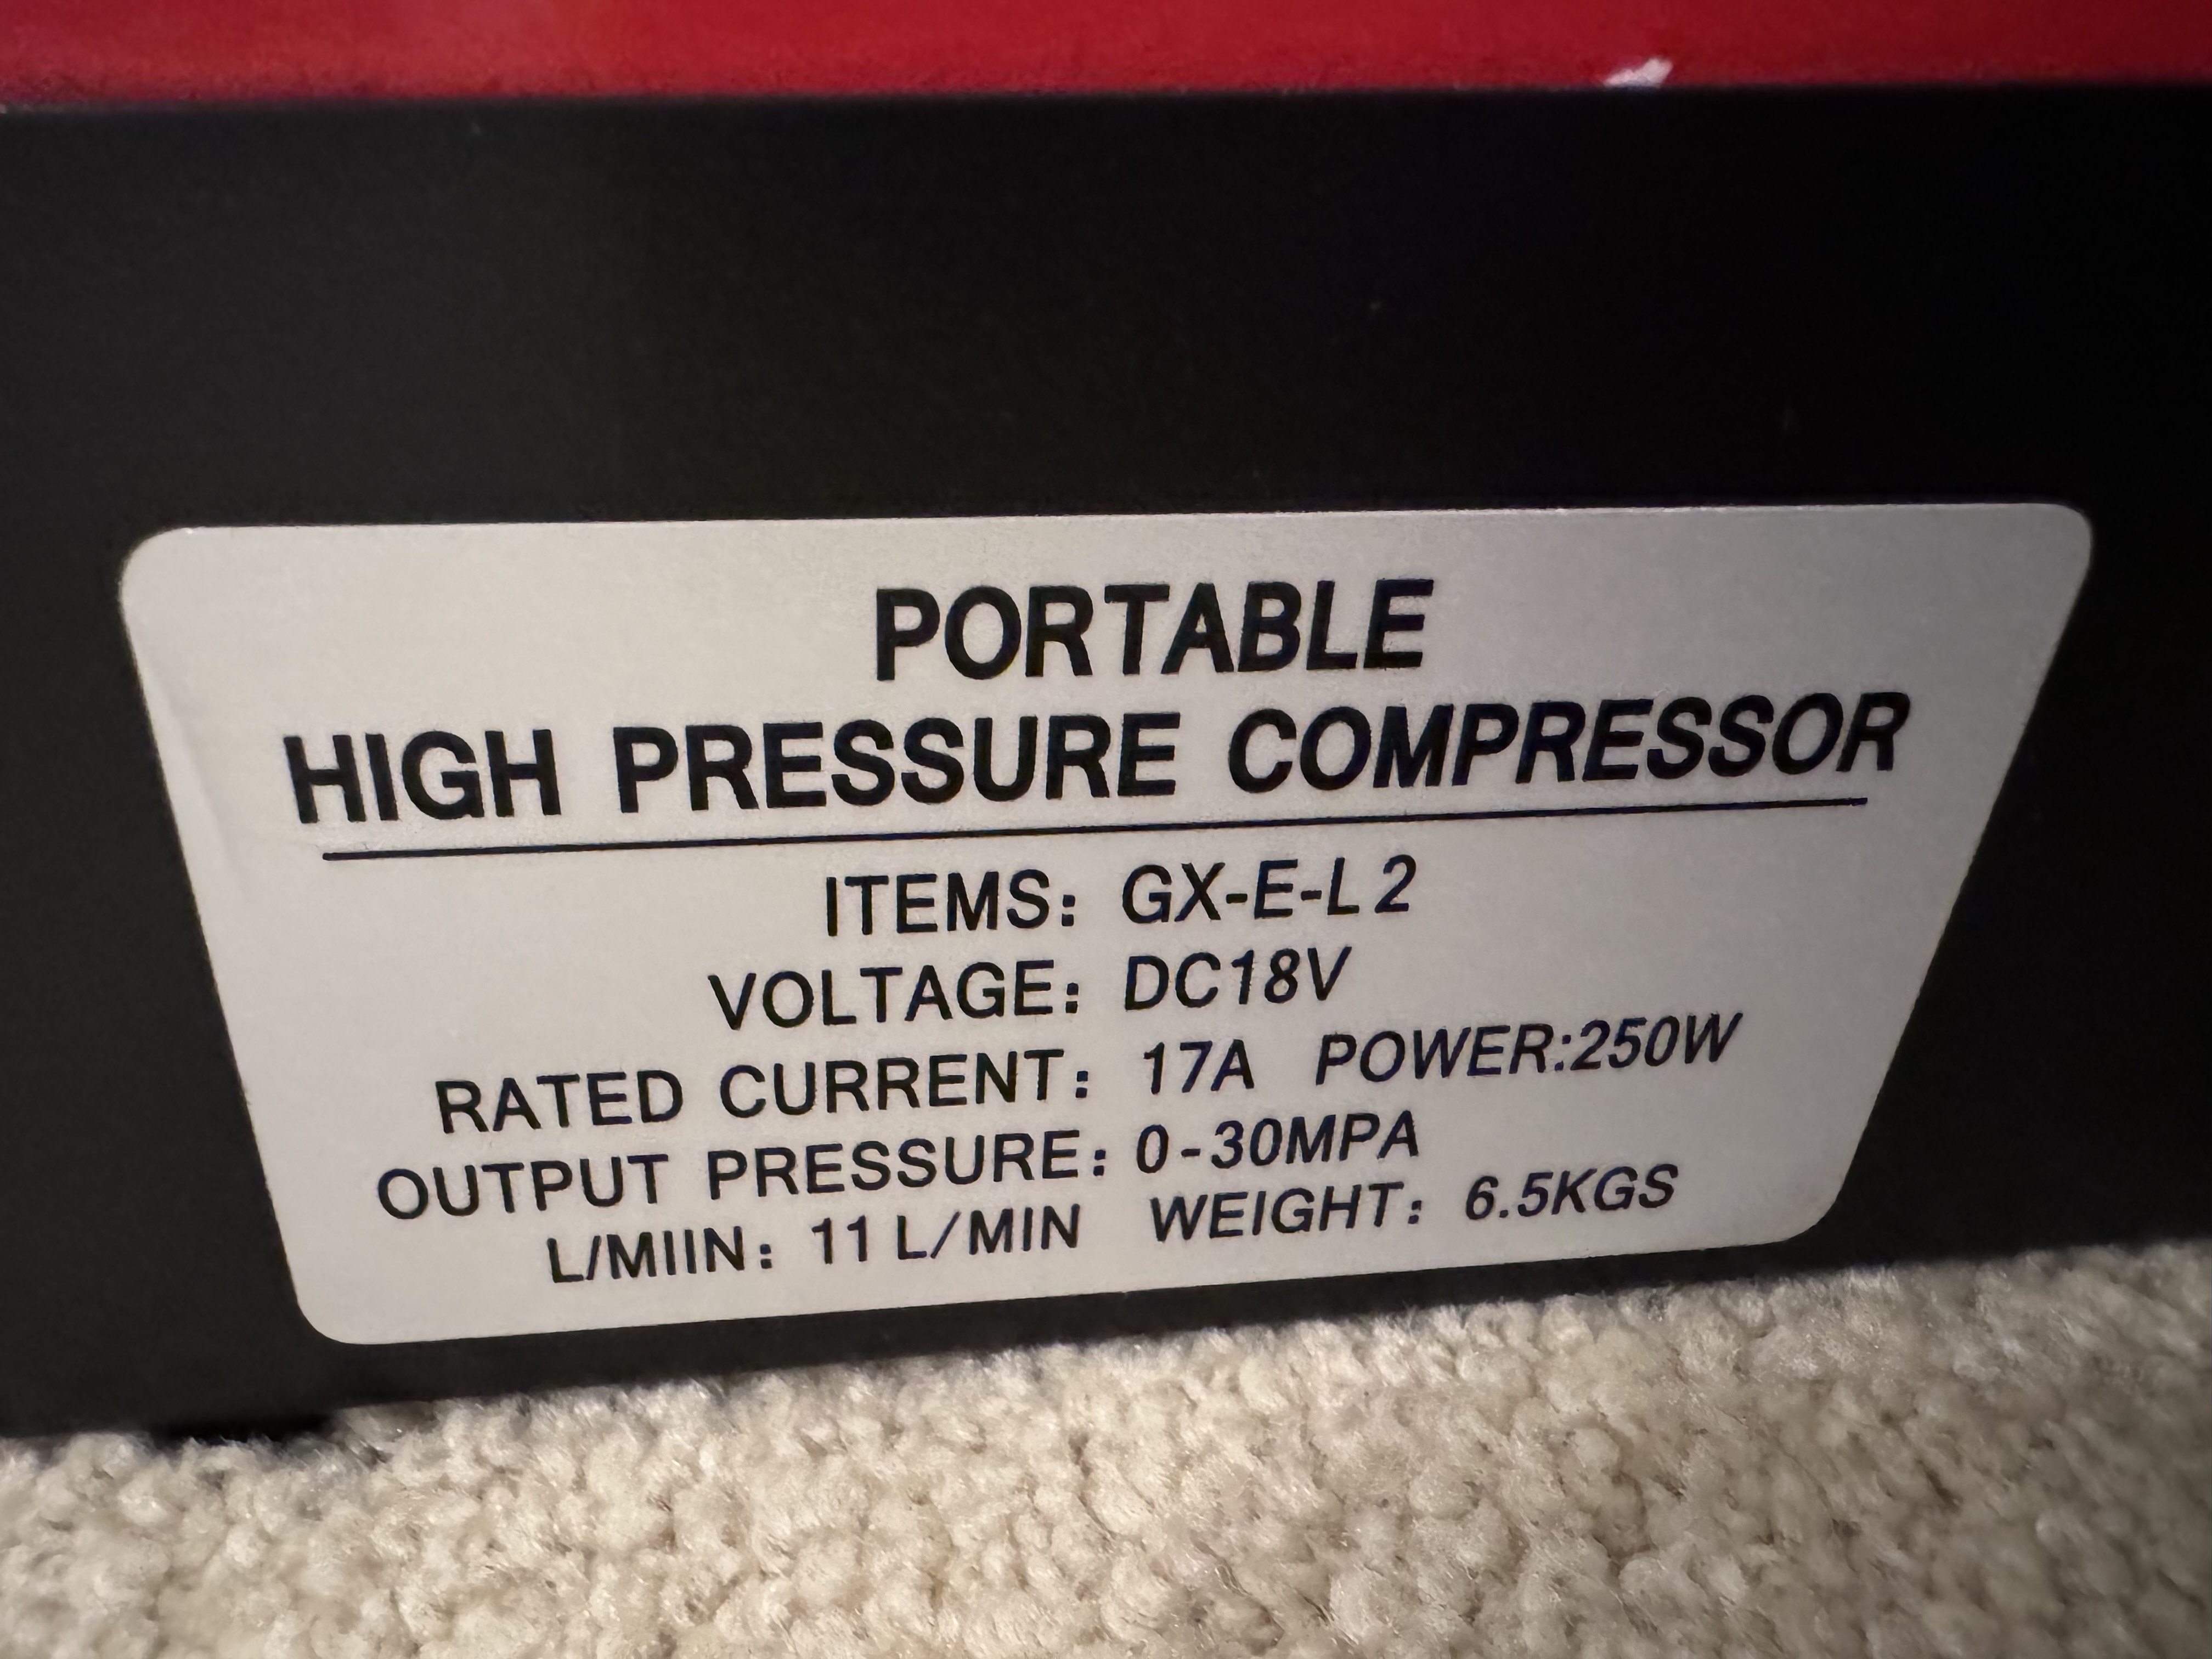 PORTABLE
HIGH PRESSURE COMPRESSOR
ITEMS: GX-E-L2
VOLTAGE: DC18V
RATED CURRENT: 17A POWER:250W
OUTPUT PRESSURE: 0-30MPA
L/MIIN: 11 L/MIN WEIGHT: 6.5KGS